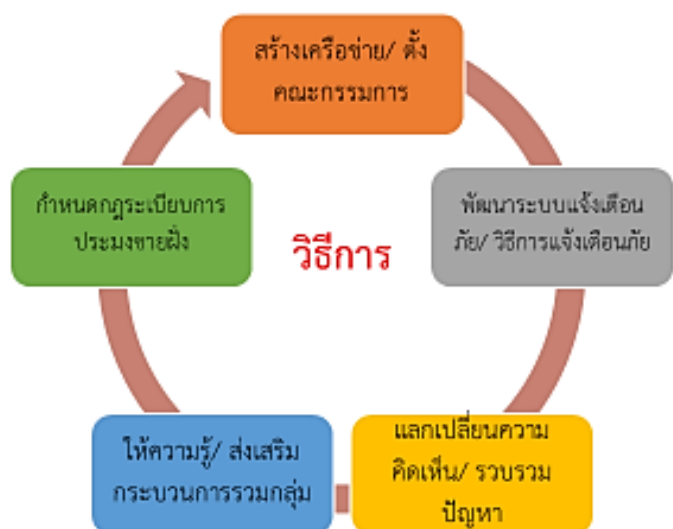 สร้างเครือข่าย/ ตั้ง
คณะกรรมการ
กำหนดกฎระเบียบการ
ประมงชายฝั่ง
วิธีการ
พัฒนาระบบแจ้งเตือน
ภัย/ วิธีการแจ้งเตือนภัย
ให้ความรู้/ ส่งเสริม
กระบวนการรวมกลุ่ม
แลกเปลี่ยนความ
คิดเห็น/ รวบรวม
ปัญหา